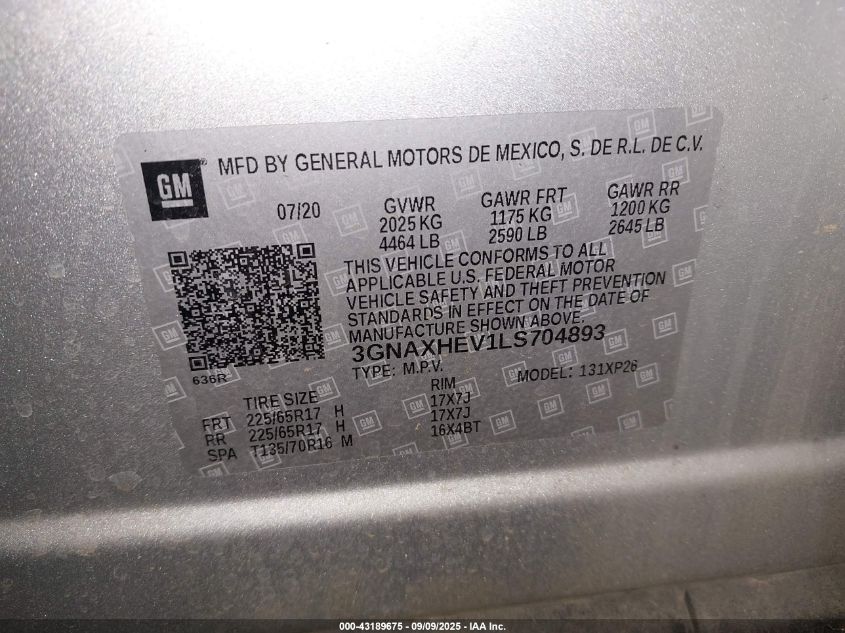 GM
MFD BY GENERAL MOTORS DE MEXICO, S. DE R.L. DE C.V.
07/20
GVWR
2025 KG
4464 LB
GAWR FRT
1175 KG
2590 LB
GAWR RR
1200 KG
2645 LB
THIS VEHICLE CONFORMS TO ALL
APPLICABLE U.S. FEDERAL MOTOR
VEHICLE SAFETY AND THEFT PREVENTION
STANDARDS IN EFFECT ON THE DATE OF
MANUFACTURE SHOWN ABOVE.
3GNAXHEV1LS704893
TYPE: M.P.V. MODEL: 131XP26
636R
TIRE SIZE RIM
FRT 225/65R17 H 17X7J
RR 225/65R17 H 17X7J
SPA T135/70R16 M 16X4BT
000-43189675 - 09/09/2025 - IAA Inc.